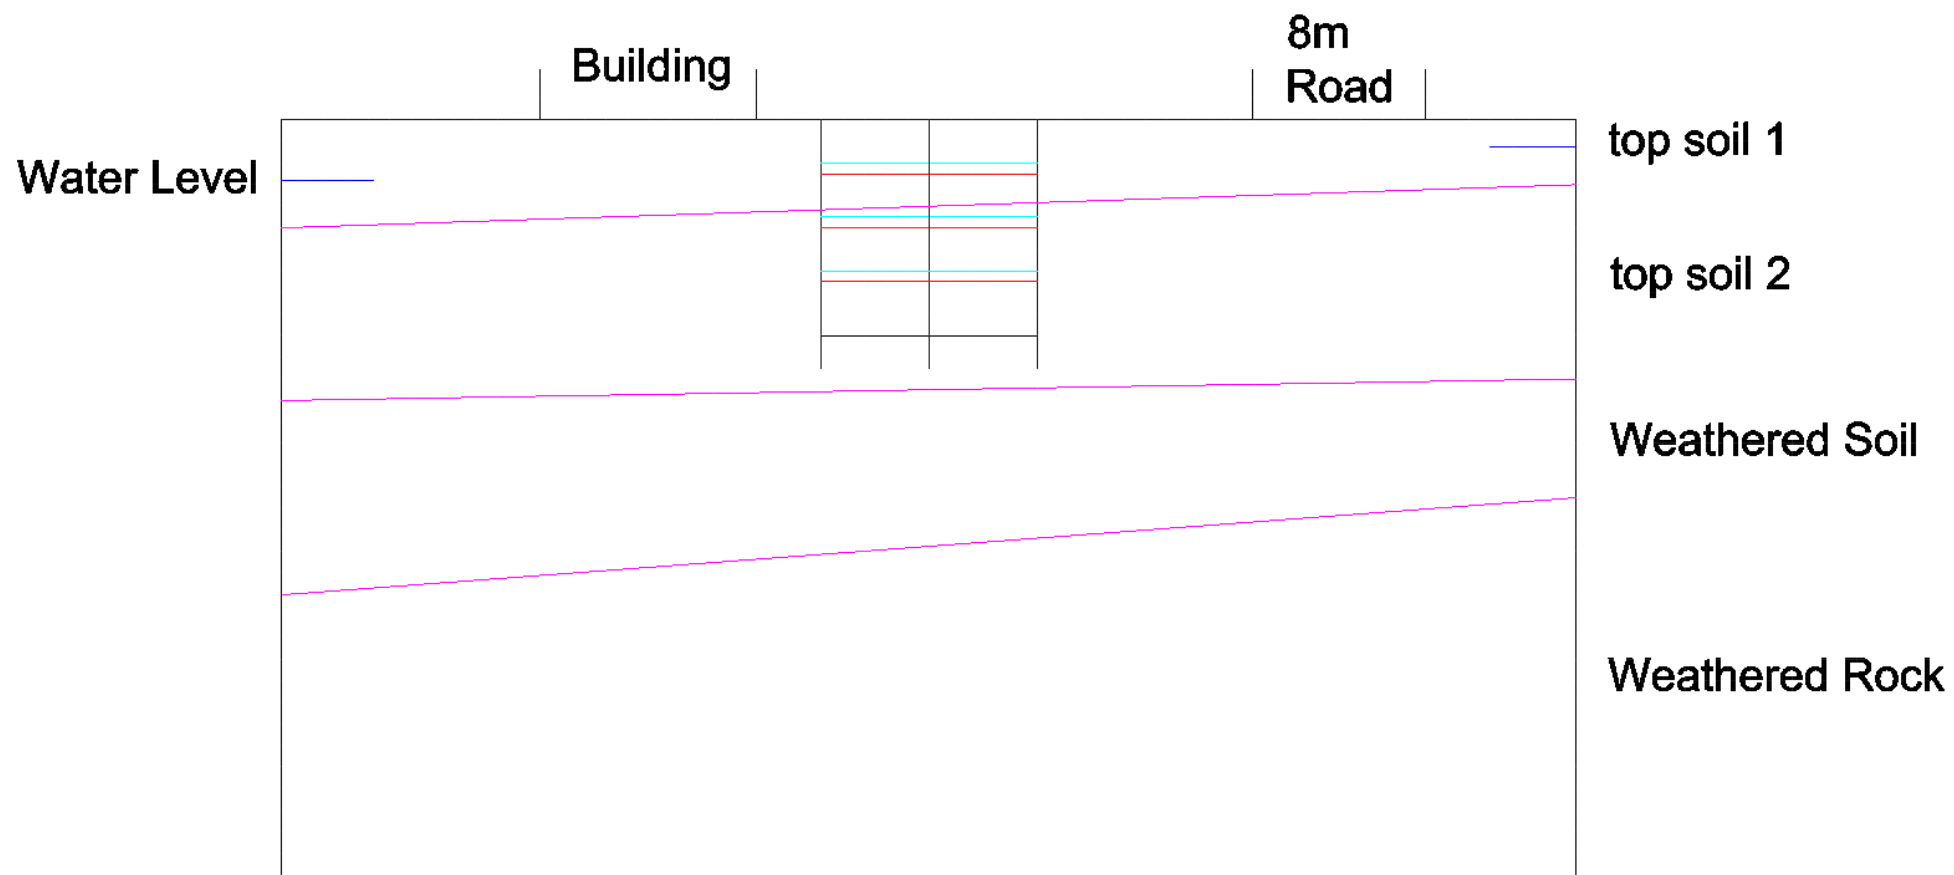 8m
Building
Road
top soil 1
Water Level
top soil 2
Weathered Soil
Weathered Rock